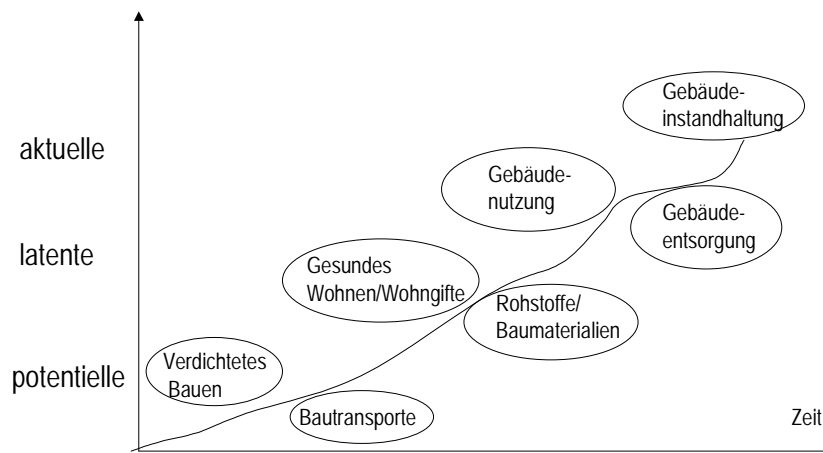 Gebäude-
instandhaltung
aktuelle
Gebäude-
nutzung
Gebäude-
entsorgung
latente
Gesundes
Wohnen/Wohngifte
Rohstoffe/
Baumaterialien
Verdichtetes
Bauen
potentielle
Bautransporte
Zeit